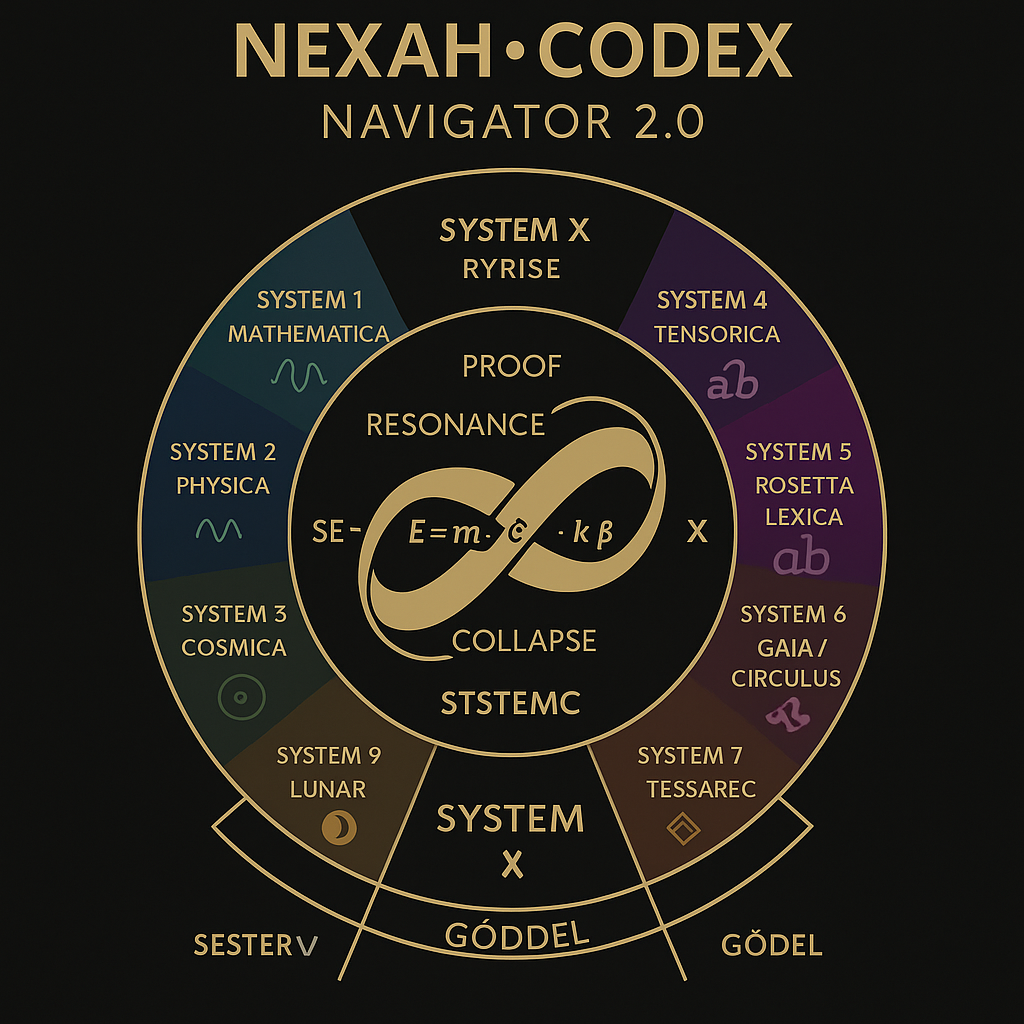 NEXAH·CODEX
NAVIGATOR 2.0
SYSTEM X
RYRISE
SYSTEM 1
MATHEMATICA
SYSTEM 2
PHYSICA
SYSTEM 3
COSMICA
SYSTEM 9
LUNAR
SYSTEM 4
TENSORICA
ab
SYSTEM 5
ROSETTA
LEXICA
ab
SYSTEM 6
GAIA /
CIRCULUS
SYSTEM 7
TESSAREC
PROOF
RESONANCE
SE-
E=m·ĉ·kβ
X
COLLAPSE
STSTEMC
SYSTEM
X
GÓDDEL
SESTERV
GŎDEL